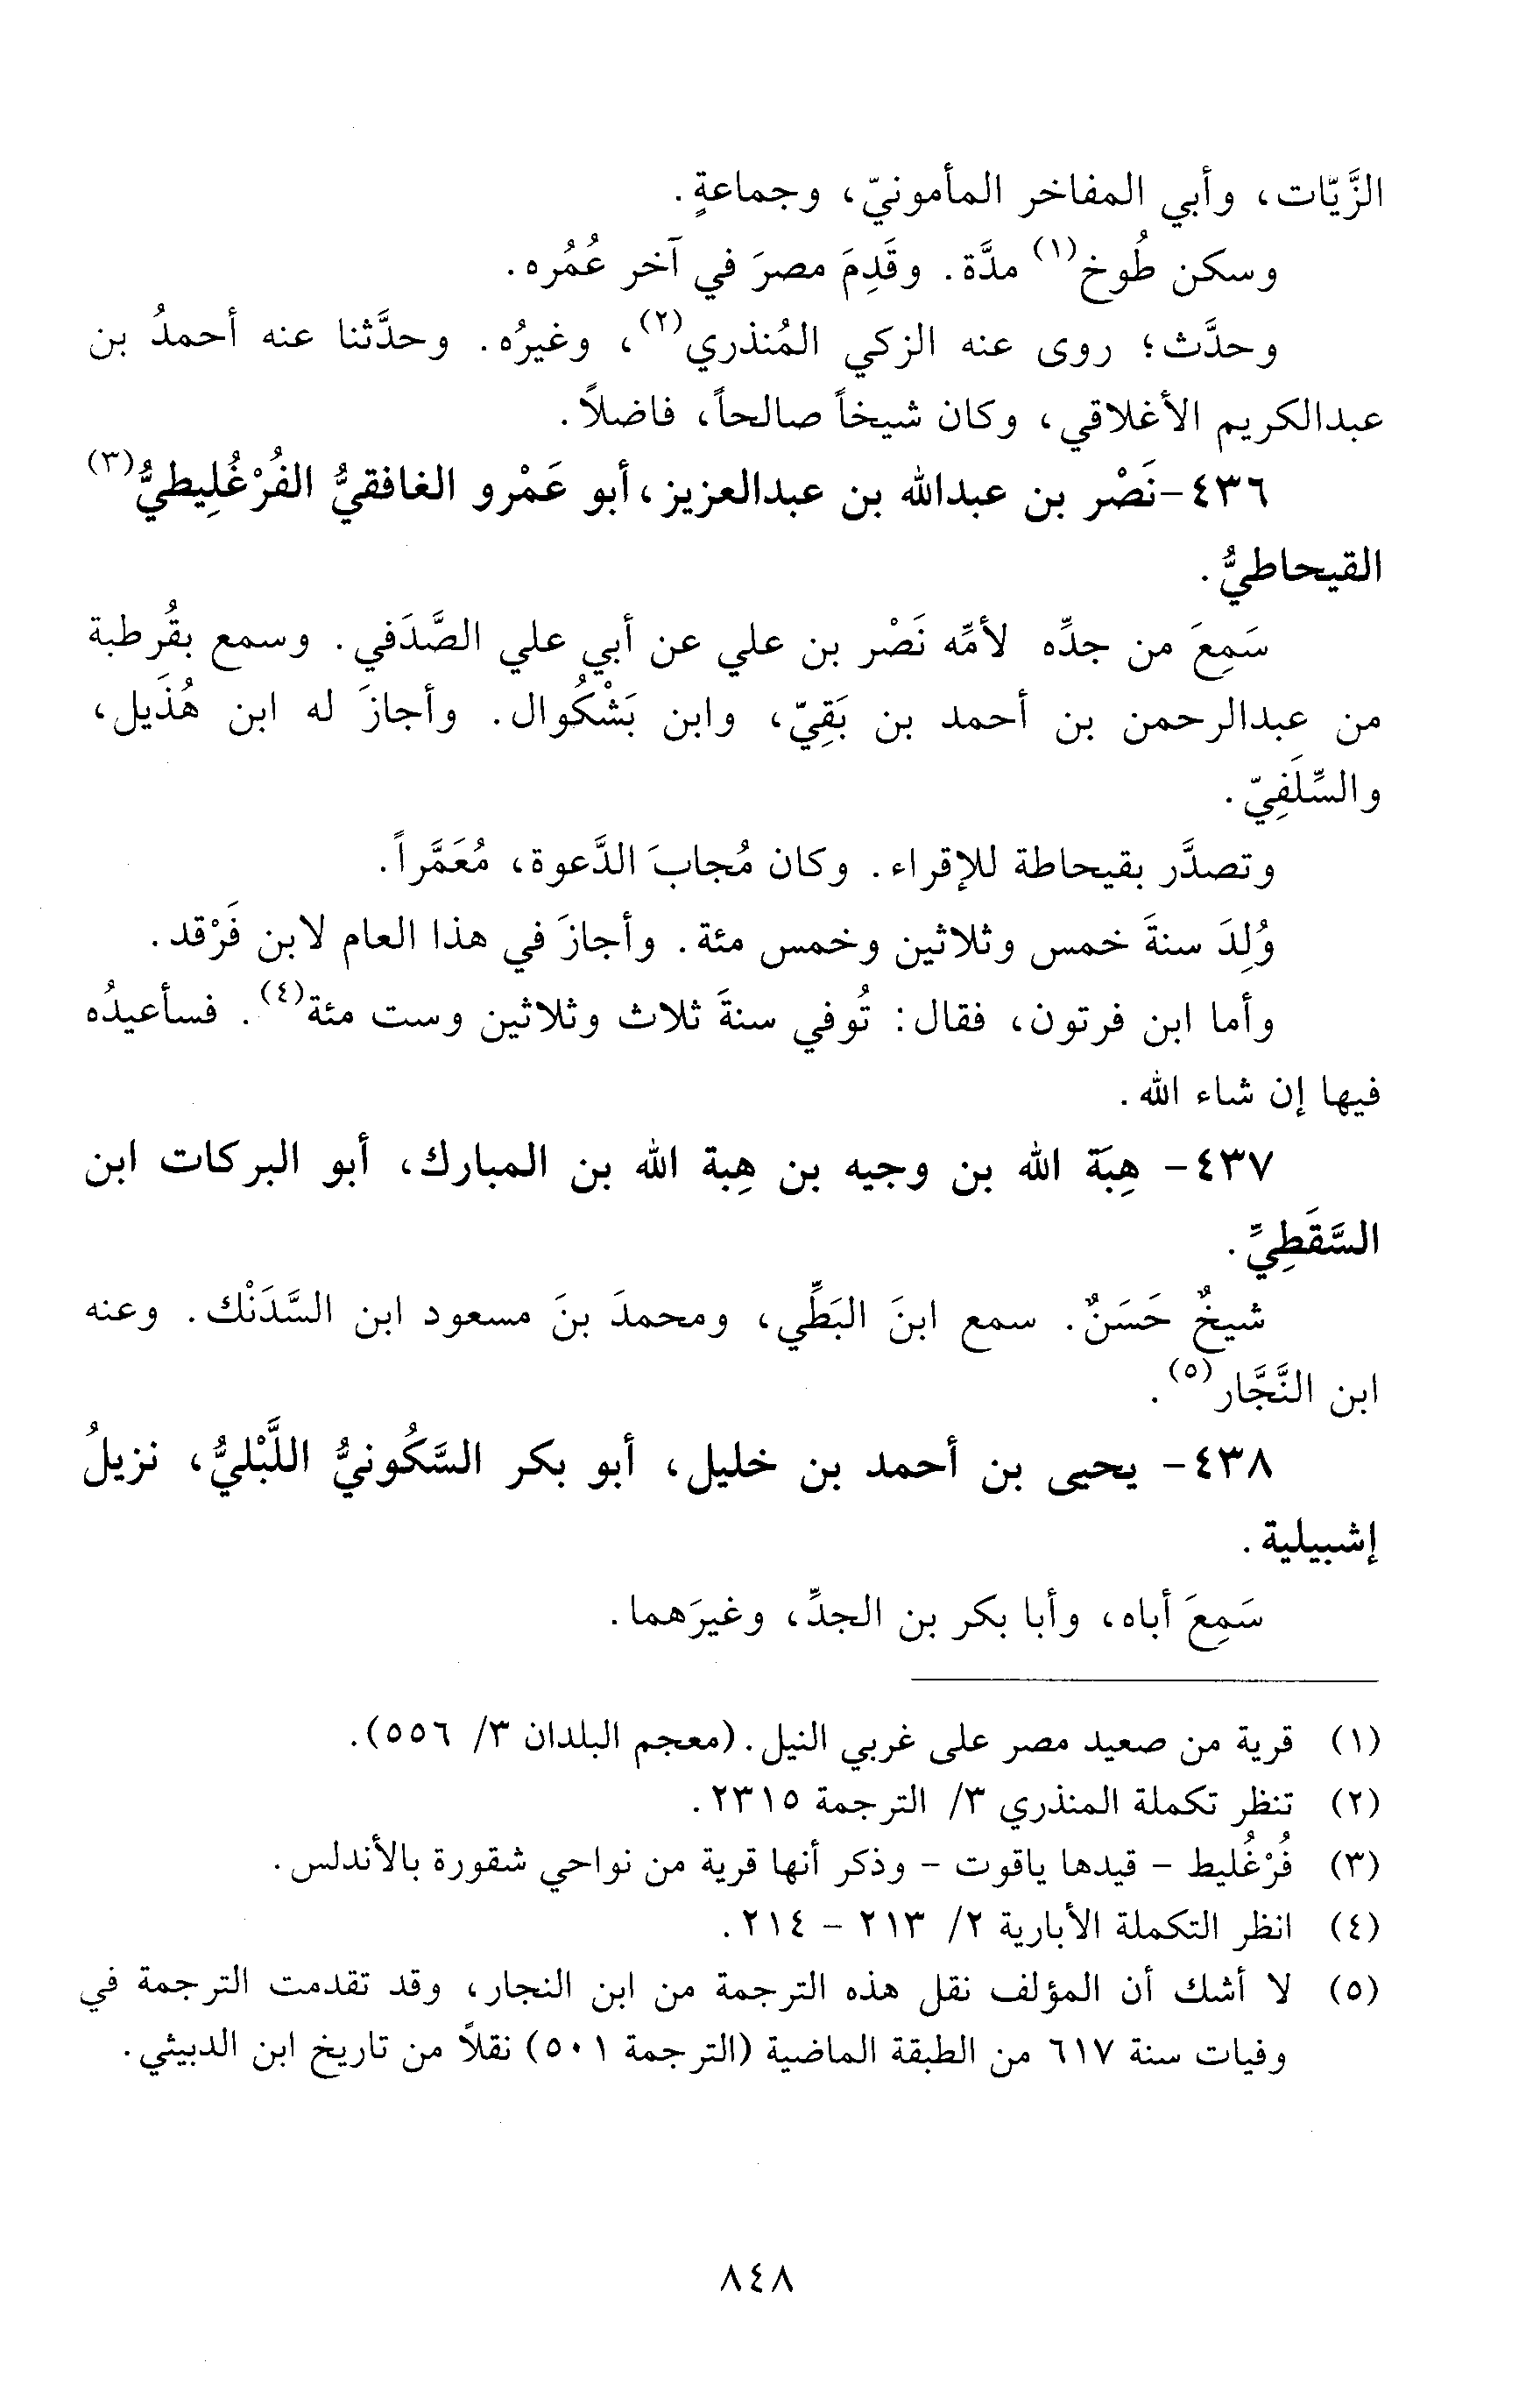 الزَّيّات، وأبي المفاخر المأمونيّ، وجماعةٍ.
وسكن طُوخ(١) مدَّة. وقَدِمَ مصرَ في آخر عُمُره.
وحدَّث؛ روى عنه الزكي المُنذري(٢)، وغيرُه. وحدَّثنا عنه أحمدُ بن
عبدالكريم الأغلاقي، وكان شيخاً صالحاً، فاضلاً.
٤٣٦-نَصْر بن عبدالله بن عبدالعزيز،أبو عَمْرو الغافقيُّ الفُرْغُلِيطيُّ(٣)
القيحاطيُّ.
سَمِعَ من جدِّه لأمِّه نَصْر بن علي عن أبي علي الصَّدَفي. وسمع بقُرطبة
من عبدالرحمن بن أحمد بن بَقِيّ، وابن بَشْكُوال. وأجازَ له ابن هُذَيل،
والسِّلَفِيّ.
وتصدَّر بقيحاطة للإقراء. وكان مُجابَ الدَّعوة، مُعَمَّراً.
وُلِدَ سنةَ خمس وثلاثين وخمس مئة. وأجازَ في هذا العام لابن فَرْقد.
وأما ابن فرتون، فقال: تُوفي سنةَ ثلاث وثلاثين وست مئة(٤). فسأعيدُه
فيها إن شاء الله.
٤٣٧- هِبَة الله بن وجيه بن هِبة الله بن المبارك، أبو البركات ابن
السَّقَطِيِّ.
شيخٌ حَسَنٌ. سمع ابنَ البَطِّي، ومحمدَ بنَ مسعود ابن السَّدَنْك. وعنه
ابن النَّجَّار(٥).
٤٣٨- يحيى بن أحمد بن خليل، أبو بكر السَّكُونيُّ اللَّبْليُّ، نزيلُ
إشبيلية.
سَمِعَ أباه، وأبا بكر بن الجدِّ، وغيرَهما.
(١) قرية من صعيد مصر على غربي النيل. (معجم البلدان ٣/ ٥٥٦).
(٢) تنظر تكملة المنذري ٣/ الترجمة ٢٣١٥.
(٣) فُرْغُليط - قيدها ياقوت - وذكر أنها قرية من نواحي شقورة بالأندلس.
(٤) انظر التكملة الأبارية ٢/ ٢١٣ - ٢١٤.
(٥) لا أشك أن المؤلف نقل هذه الترجمة من ابن النجار، وقد تقدمت الترجمة في
وفيات سنة ٦١٧ من الطبقة الماضية (الترجمة ٥٠١) نقلاً من تاريخ ابن الدبيثي.
٨٤٨